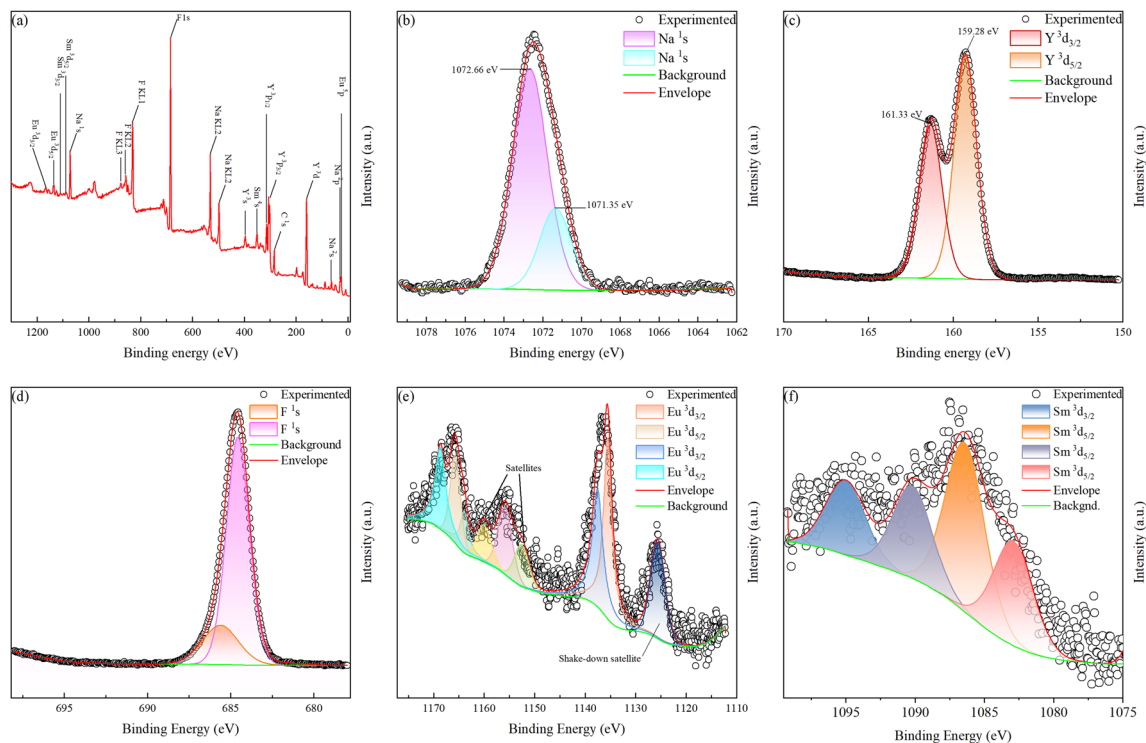 (a)
F1s
Sm ³d₅/₂
Sm ³d₃/₂
Eu ³d₃/₂
Eu ³d₅/₂
Na ¹s
F KL1
F KL2
F KL3
Na KL2
Na KL2
Y ³s
Sm ⁴s
Y ³p₁/₂
Y ³p₃/₂
C ¹s
Y ³d
Na ²s
Na ²p
Eu ⁵p
1200 1000 800 600 400 200 0
Binding energy (eV)
Intensity (a.u.)
(b)
Experimented
Na ¹s
Na ¹s
Background
Envelope
1072.66 eV
1071.35 eV
1078 1076 1074 1072 1070 1068 1066 1064 1062
Binding energy (eV)
Intensity (a.u.)
(c)
Experimented
Y ³d₃/₂
Y ³d₅/₂
Background
Envelope
159.28 eV
161.33 eV
170 165 160 155 150
Binding energy (eV)
Intensity (a.u.)
(d)
Experimented
F ¹s
F ¹s
Background
Envelope
695 690 685 680
Binding Energy (eV)
Intensity (a.u.)
(e)
Experimented
Eu ³d₃/₂
Eu ³d₅/₂
Eu ³d₃/₂
Eu ³d₅/₂
Envelope
Background
Satellites
Shake-down satellite
1170 1160 1150 1140 1130 1120 1110
Binding Energy (eV)
Intensity (a.u.)
(f)
Experimented
Sm ³d₃/₂
Sm ³d₅/₂
Sm ³d₅/₂
Sm ³d₅/₂
Envelope
Backgnd.
1095 1090 1085 1080 1075
Binding Energy (eV)
Intensity (a.u.)